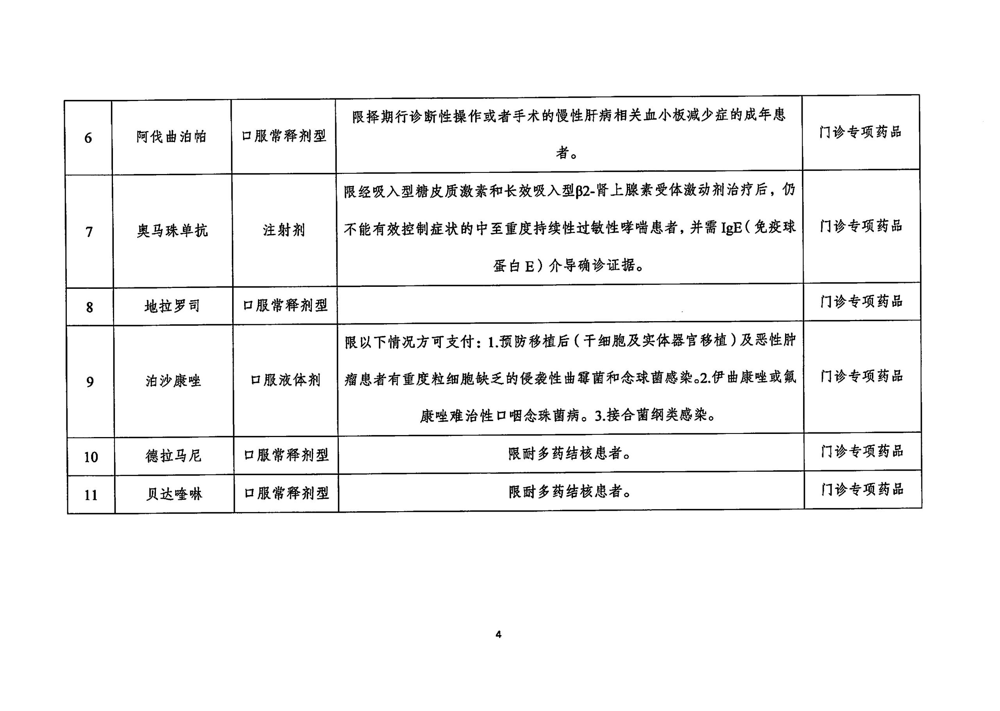 6 阿伐曲泊帕 口服常释剂型 限择期行诊断性操作或者手术的慢性肝病相关血小板减少症的成年患
者。 门诊专项药品
7 奥马珠单抗 注射剂 限经吸入型糖皮质激素和长效吸入型β2-肾上腺素受体激动剂治疗后，仍
不能有效控制症状的中至重度持续性过敏性哮喘患者，并需 IgE（免疫球
蛋白 E）介导确诊证据。 门诊专项药品
8 地拉罗司 口服常释剂型 门诊专项药品
9 泊沙康唑 口服液体剂 限以下情况方可支付：1.预防移植后（干细胞及实体器官移植）及恶性肿
瘤患者有重度粒细胞缺乏的侵袭性曲霉菌和念球菌感染。2.伊曲康唑或氟
康唑难治性口咽念珠菌病。3.接合菌纲类感染。 门诊专项药品
10 德拉马尼 口服常释剂型 限耐多药结核患者。 门诊专项药品
11 贝达喹啉 口服常释剂型 限耐多药结核患者。 门诊专项药品
4